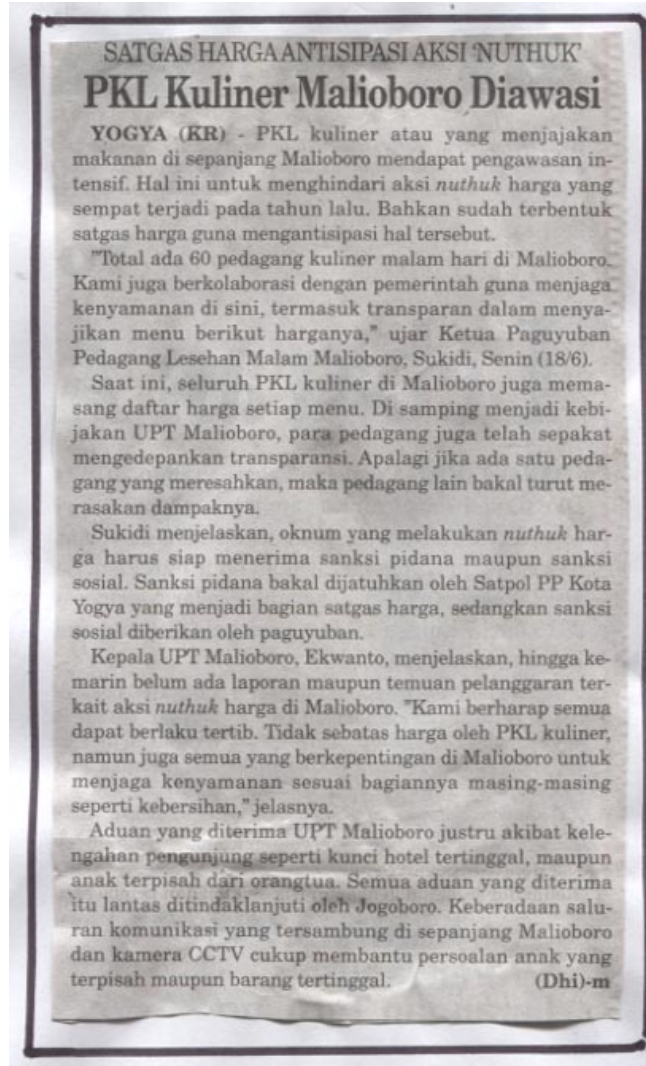 SATGAS HARGA ANTISIPASI AKSI 'NUTHUK'
PKL Kuliner Malioboro Diawasi
YOGYA (KR) - PKL kuliner atau yang menjajakan
makanan di sepanjang Malioboro mendapat pengawasan in-
tensif. Hal ini untuk menghindari aksi nuthuk harga yang
sempat terjadi pada tahun lalu. Bahkan sudah terbentuk
satgas harga guna mengantisipasi hal tersebut.
"Total ada 60 pedagang kuliner malam hari di Malioboro.
Kami juga berkolaborasi dengan pemerintah guna menjaga
kenyamanan di sini, termasuk transparan dalam menya-
jikan menu berikut harganya," ujar Ketua Paguyuban
Pedagang Lesehan Malam Malioboro, Sukidi, Senin (18/6).
Saat ini, seluruh PKL kuliner di Malioboro juga mema-
sang daftar harga setiap menu. Di samping menjadi kebi-
jakan UPT Malioboro, para pedagang juga telah sepakat
mengedepankan transparansi. Apalagi jika ada satu peda-
gang yang meresahkan, maka pedagang lain bakal turut me-
rasakan dampaknya.
Sukidi menjelaskan, oknum yang melakukan nuthuk har-
ga harus siap menerima sanksi pidana maupun sanksi
sosial. Sanksi pidana bakal dijatuhkan oleh Satpol PP Kota
Yogya yang menjadi bagian satgas harga, sedangkan sanksi
sosial diberikan oleh paguyuban.
Kepala UPT Malioboro, Ekwanto, menjelaskan, hingga ke-
marin belum ada laporan maupun temuan pelanggaran ter-
kait aksi nuthuk harga di Malioboro. "Kami berharap semua
dapat berlaku tertib. Tidak sebatas harga oleh PKL kuliner,
namun juga semua yang berkepentingan di Malioboro untuk
menjaga kenyamanan sesuai bagiannya masing-masing
seperti kebersihan," jelasnya.
Aduan yang diterima UPT Malioboro justru akibat kele-
ngahan pengunjung seperti kunci hotel tertinggal, maupun
anak terpisah dari orangtua. Semua aduan yang diterima
itu lantas ditindaklanjuti oleh Jogoboro. Keberadaan salu-
ran komunikasi yang tersambung di sepanjang Malioboro
dan kamera CCTV cukup membantu persoalan anak yang
terpisah maupun barang tertinggal. (Dhi)-m